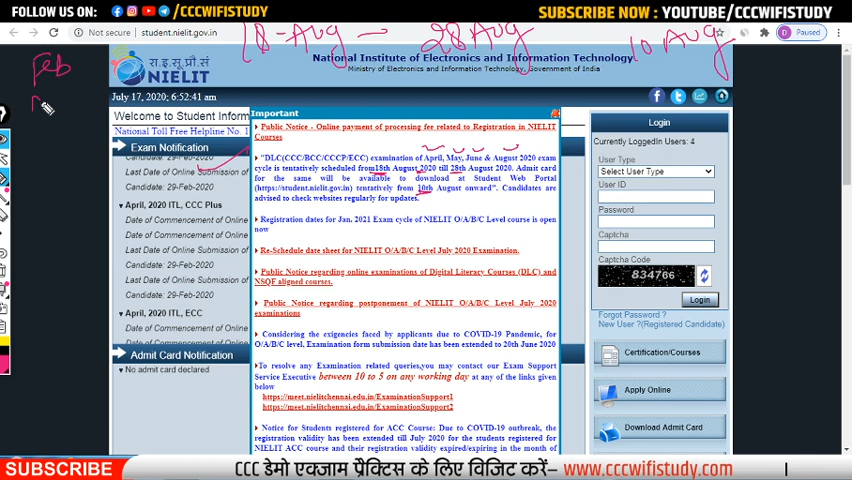 /CCCWIFISTUDY
/CCCWIFISTUDY
NOW : YOUTUBE/CCCWIFISTUDY
student.nielit.gov.in
Paused
18-Aug - 28 Aug
10 Aug
Feb
रा.इ.सू.प्रौ.सं
NIELIT
National Institute of Electronics and Information Technology
Ministry of Electronics and Information Technology, Government of India
July 17, 2020; 6:52:41 am
Welcome to Student Inform
National Toll Free Helpline No. 1
Exam Notification
Candidate: 29-Feb-2020
Last Date of Online Submission of
Candidate: 29-Feb-2020
April, 2020 ITL, CCC Plus
Date of Commencement of Online
Last Date of Online Submission of
Date of Commencement of Online
Last Date of Online Submission of
Candidate: 29-Feb-2020
April, 2020 ITL, ECC
Date of Commencement of Online
Admit Card Notification
No admit card declared
Important
Public Notice - Online payment of processing fee related to Registration in NIELIT
Courses
"DLC(CCC/BCC/CCCP/ECC) examination of April, May, June & August 2020 exam
cycle is tentatively scheduled from18th August 2020 till 28th August 2020. Admit card
for the same will be available to download at Student Web Portal
(https://student.nielit.gov.in) tentatively from 10th August onward". Candidates are
advised to check websites regularly for updates.
Registration dates for Jan. 2021 Exam cycle of NIELIT O/A/B/C Level course is open
now
Re-Schedule date sheet for NIELIT O/A/B/C Level July 2020 Examination.
Public Notice regarding online examinations of Digital Literacy Courses (DLC) and
NSQF aligned courses.
Public Notice regarding postponement of NIELIT O/A/B/C Level July 2020
examinations
Considering the exigencies faced by applicants due to COVID-19 Pandemic, for
O/A/B/C level, Examination form submission date has been extended to 20th June 2020
To resolve any Examination related queries,you may contact our Exam Support
Service Executive between 10 to 5 on any working day at any of the links given
below
https://meet.nielitchennai.edu.in/ExaminationSupport1
https://meet.nielitchennai.edu.in/ExaminationSupport2
Notice for Students registered for ACC Course: Due to COVID-19 outbreak, the
registration validity has been extended till July 2020 for the students registered for
NIELIT ACC course and their registration validity expired/expiring in the month of
Login
Currently LoggedIn Users: 4
User Type
Select User Type
User ID
Password
Captcha
Captcha Code
834766
Login
Forgot Password ?
New User ?(Registered Candidate)
Certification/Courses
Apply Online
Download Admit Card
SUBSCRIBE
CCC डेमो एक्जाम प्रैक्टिस के लिए विजिट करें– www.cccwifistudy.com